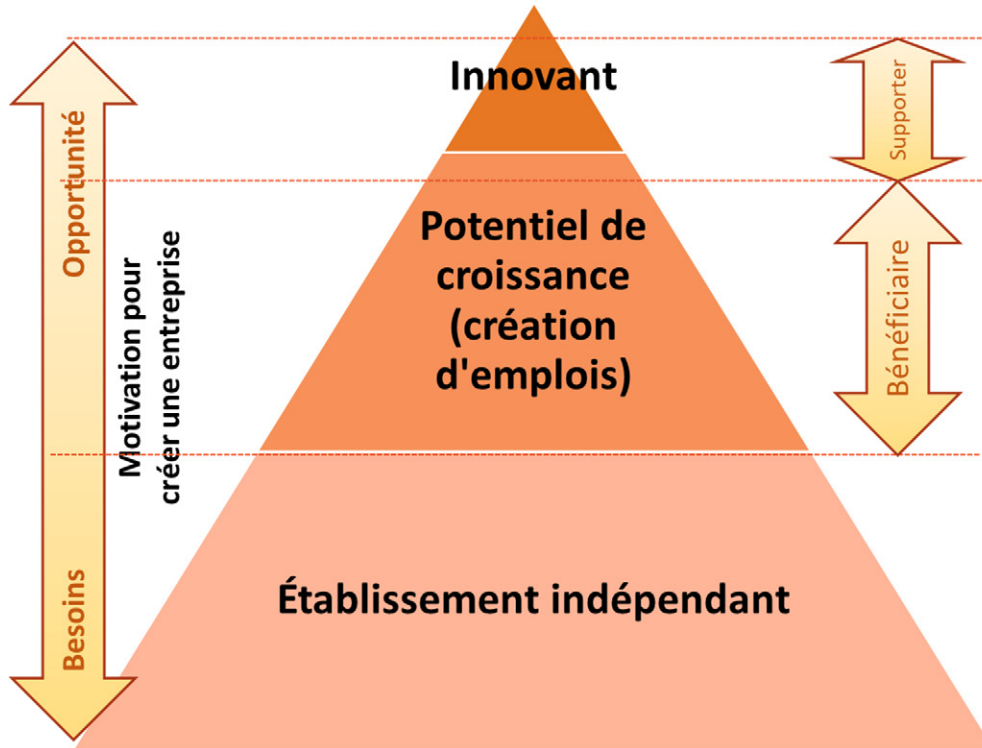 Innovant
Potentiel de
croissance
(création
d'emplois)
Établissement indépendant
Opportunité
Besoins
Motivation pour
créer une entreprise
Supporter
Bénéficiaire